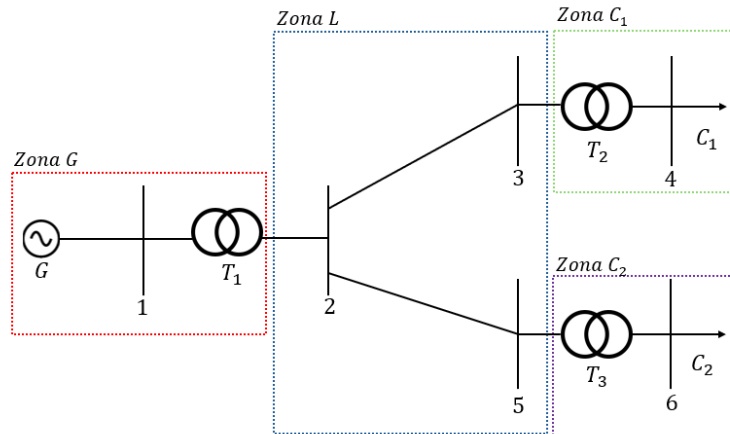 Zona L
Zona C₁
T₂
C₁
3
4
Zona G
G
1
T₁
2
Zona C₂
T₃
C₂
5
6